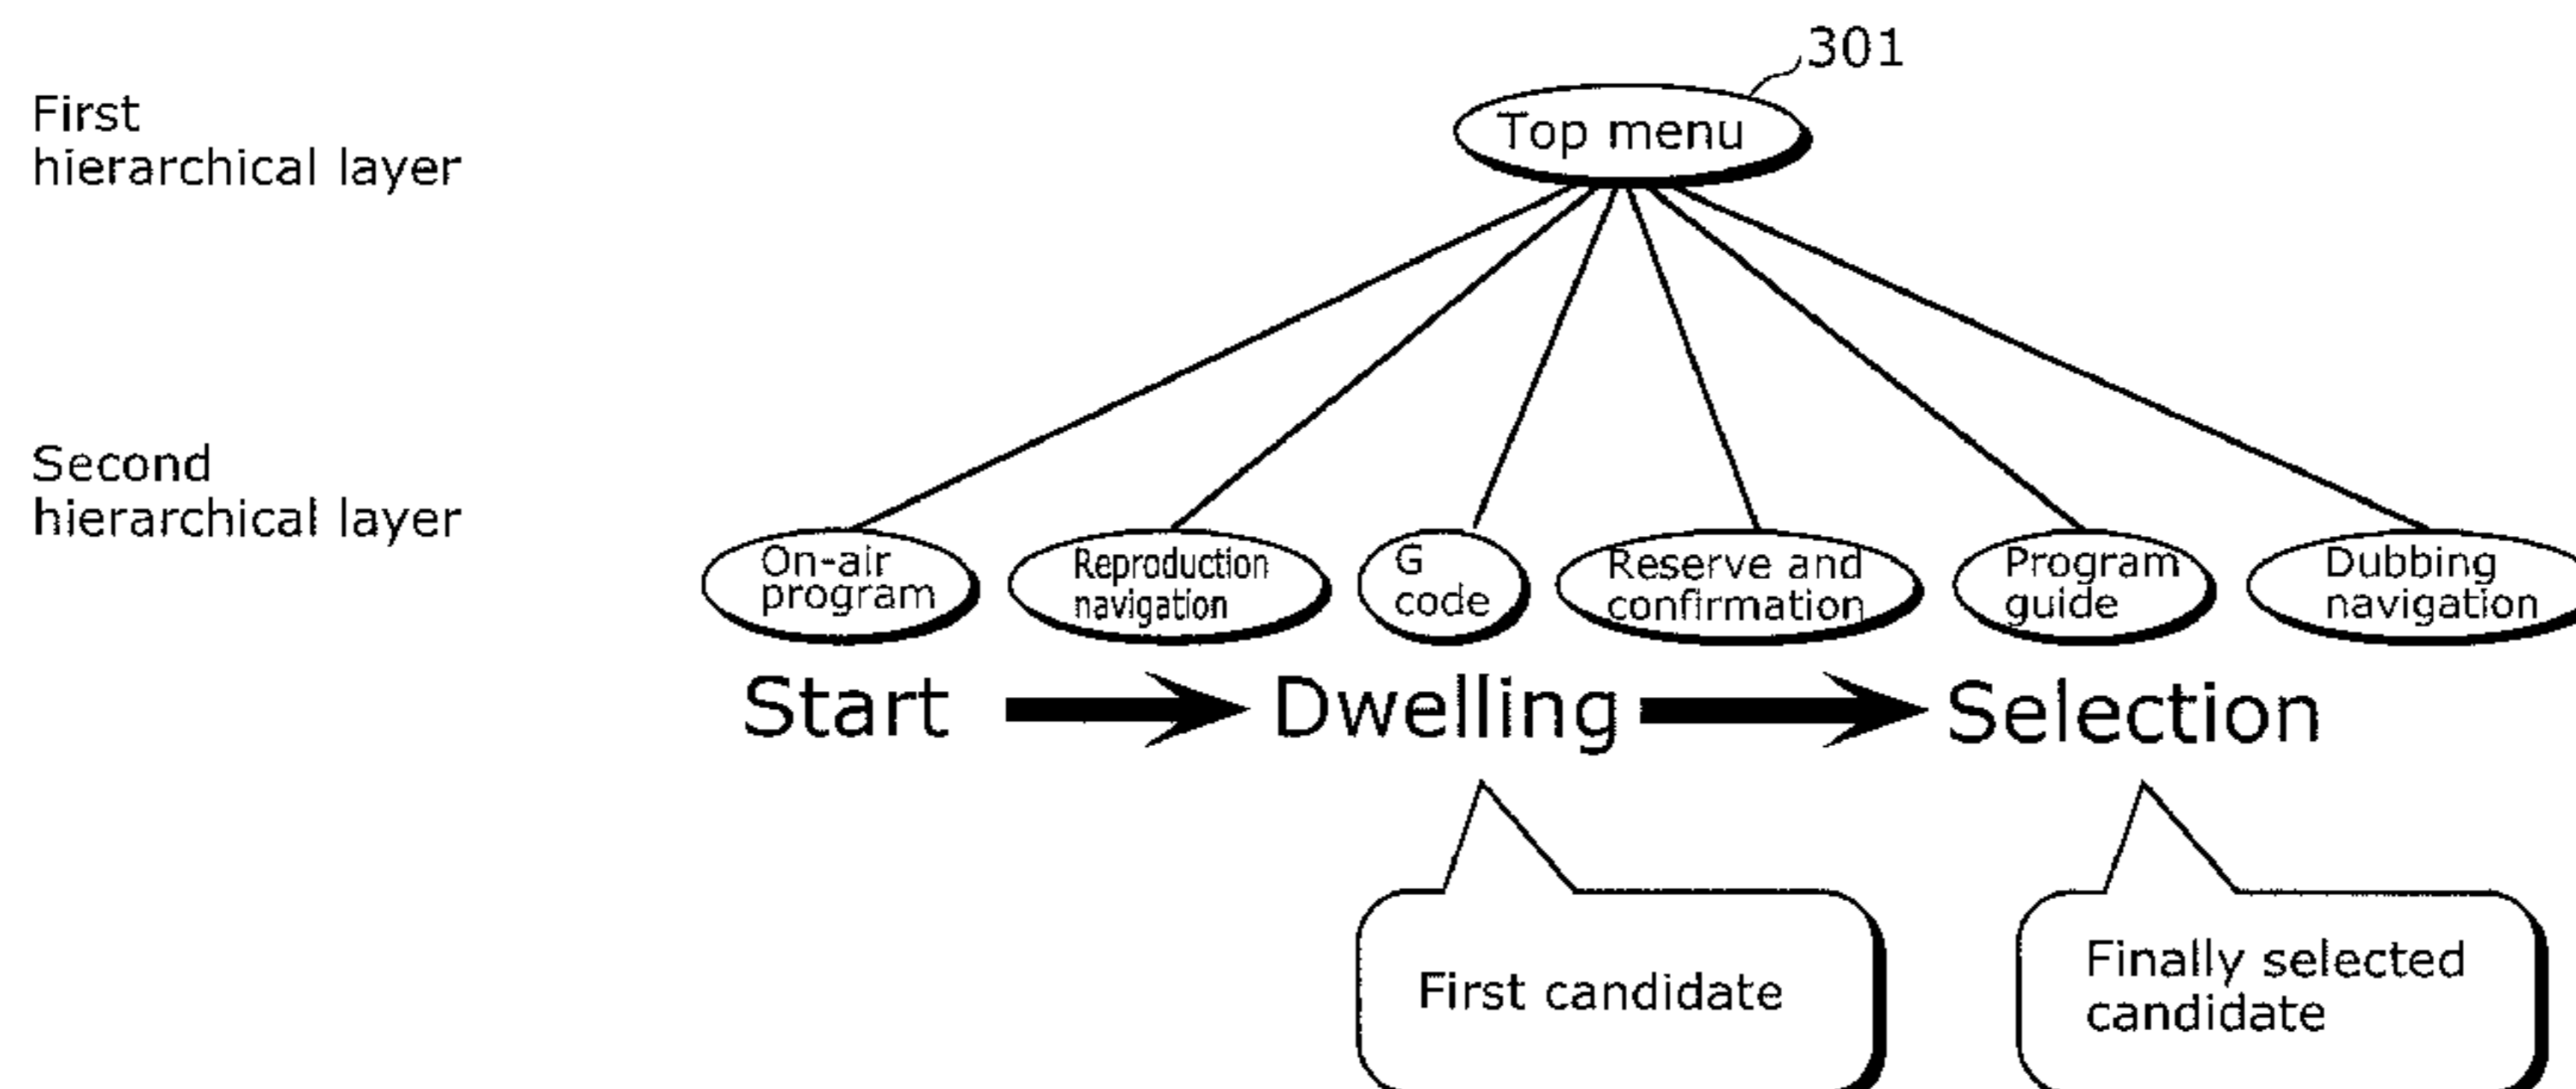 301
First
hierarchical layer
Top menu
Second
hierarchical layer
On-air
program
Reproduction
navigation
G
code
Reserve and
confirmation
Program
guide
Dubbing
navigation
Start
Dwelling
Selection
First candidate
Finally selected
candidate